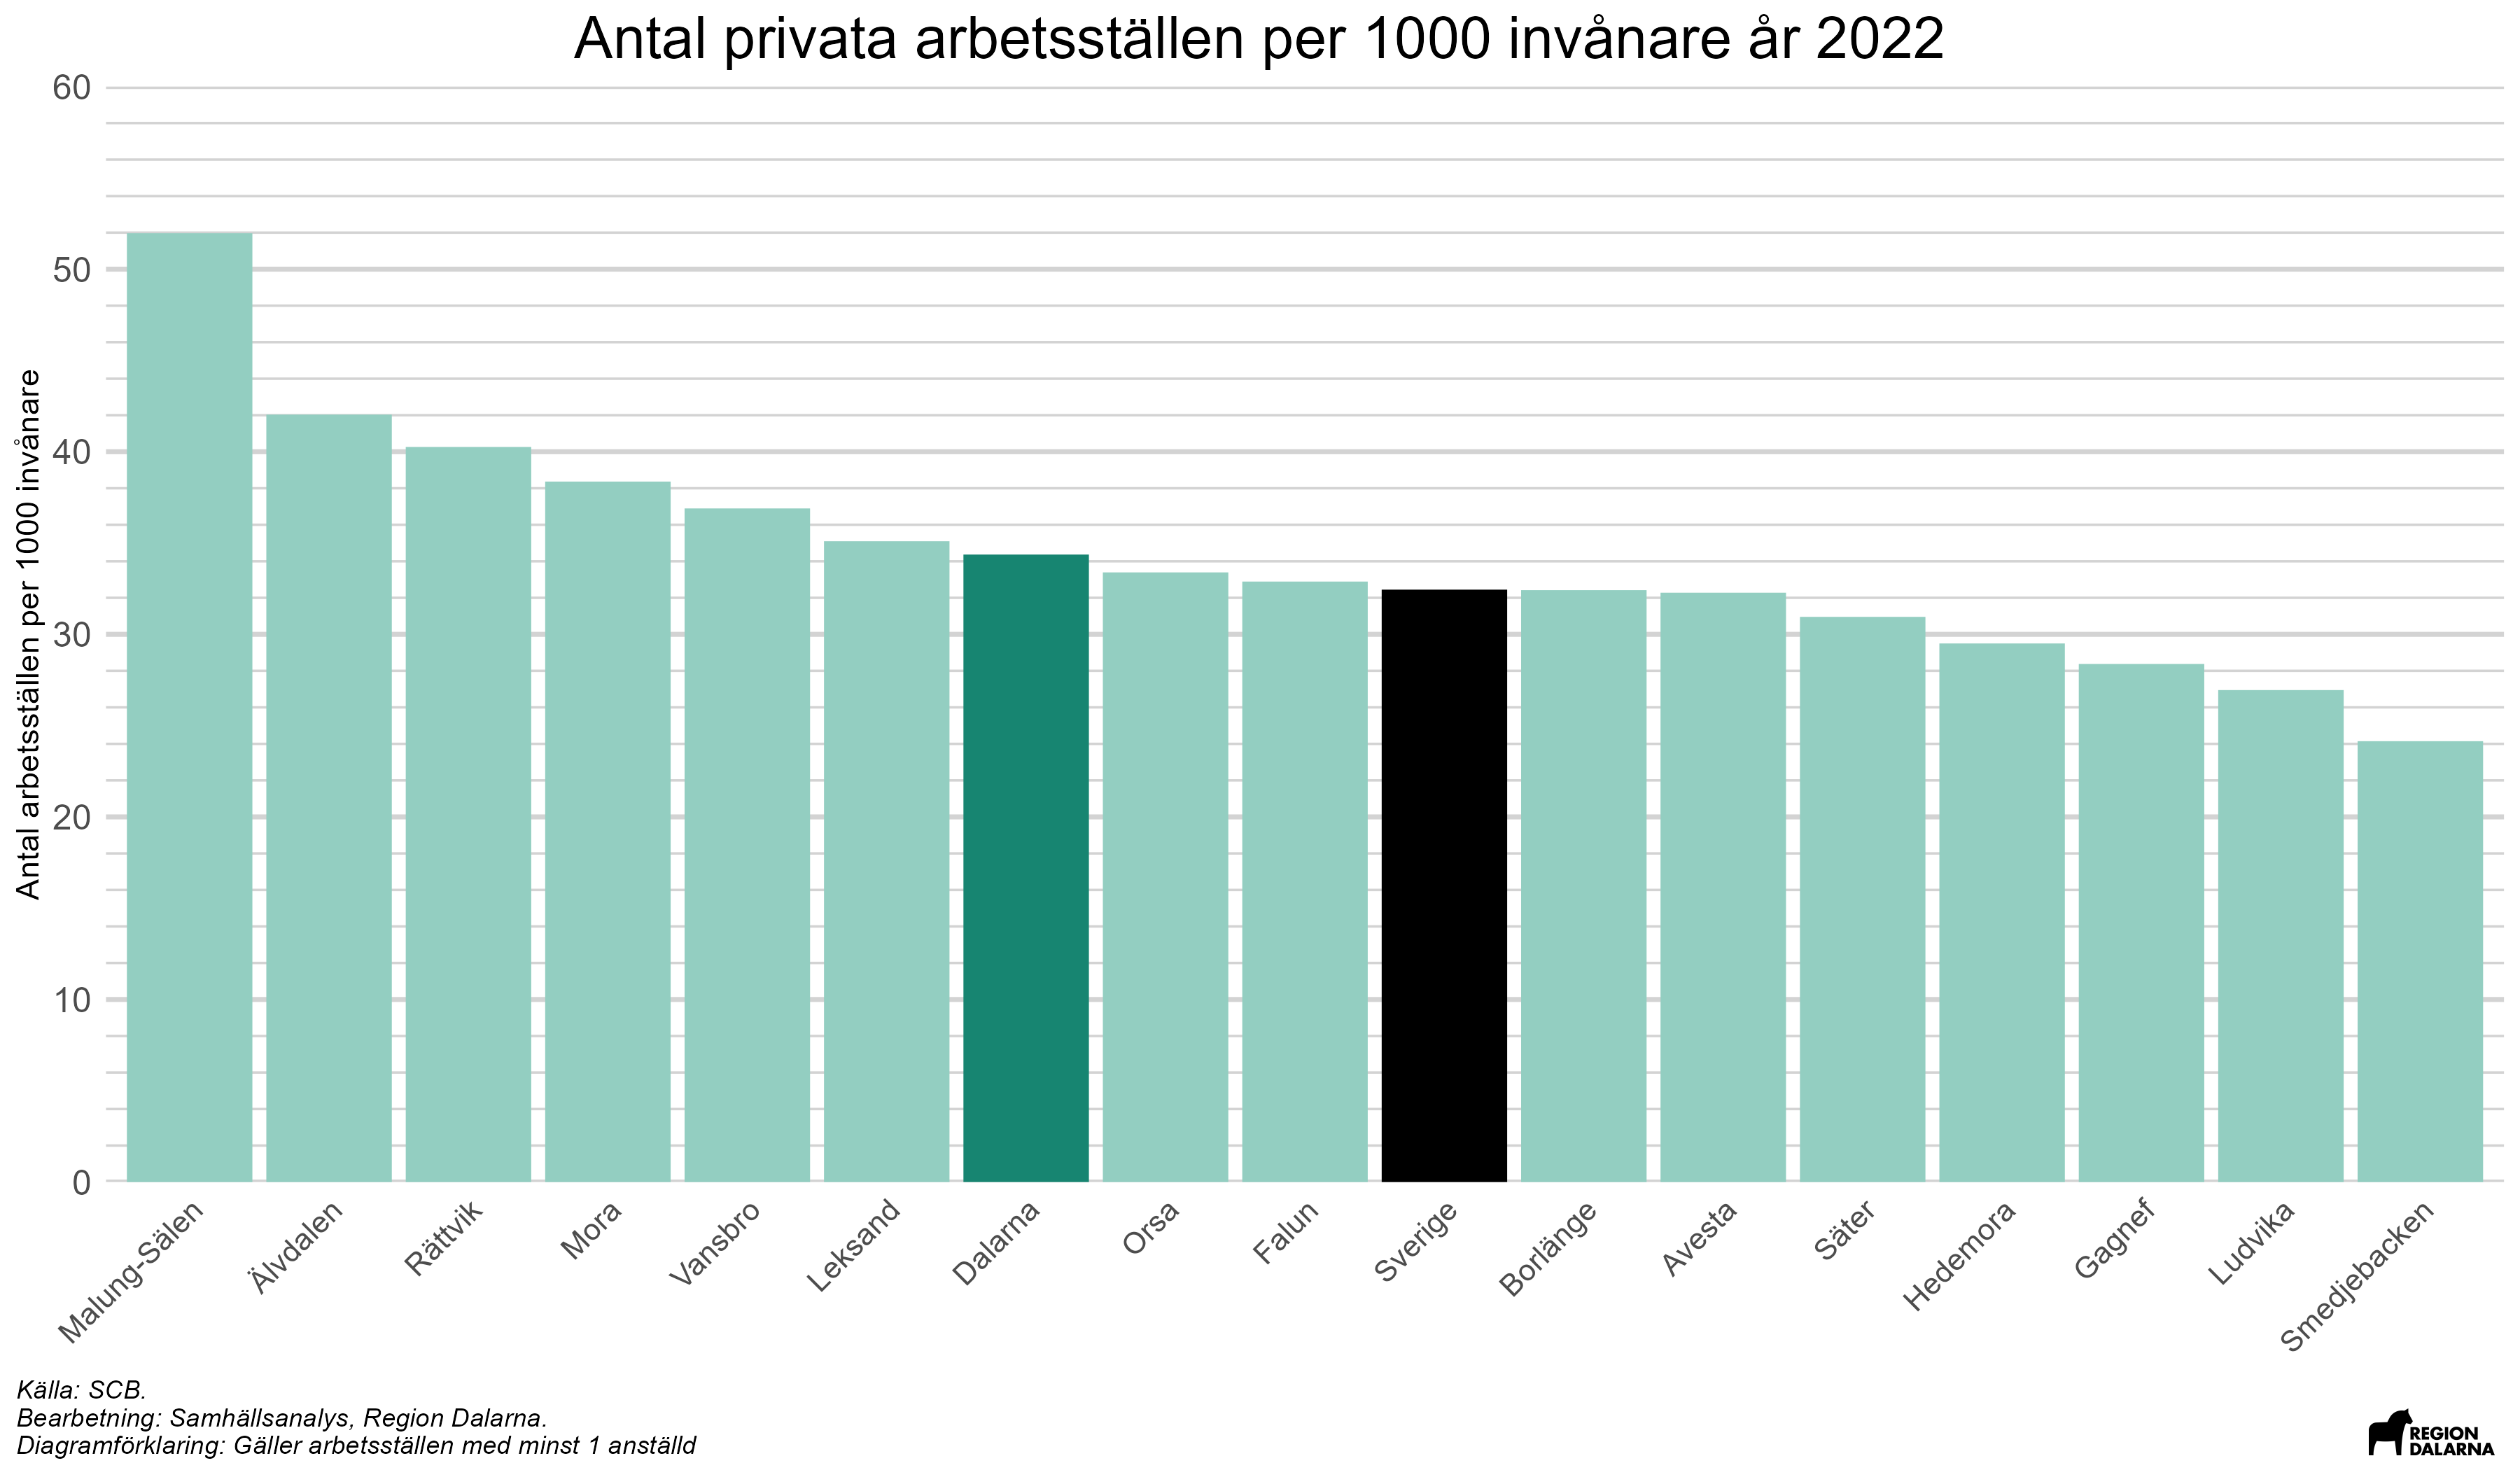 Antal privata arbetsställen per 1000 invånare år 2022
Antal arbetsställen per 1000 invånare
60
50
40
30
20
10
0
Malung-Sälen
Älvdalen
Rättvik
Mora
Vansbro
Leksand
Dalarna
Orsa
Falun
Sverige
Borlänge
Avesta
Säter
Hedemora
Gagnef
Ludvika
Smedjebacken
Källa: SCB.
Bearbetning: Samhällsanalys, Region Dalarna.
Diagramförklaring: Gäller arbetsställen med minst 1 anställd
REGION
DALARNA